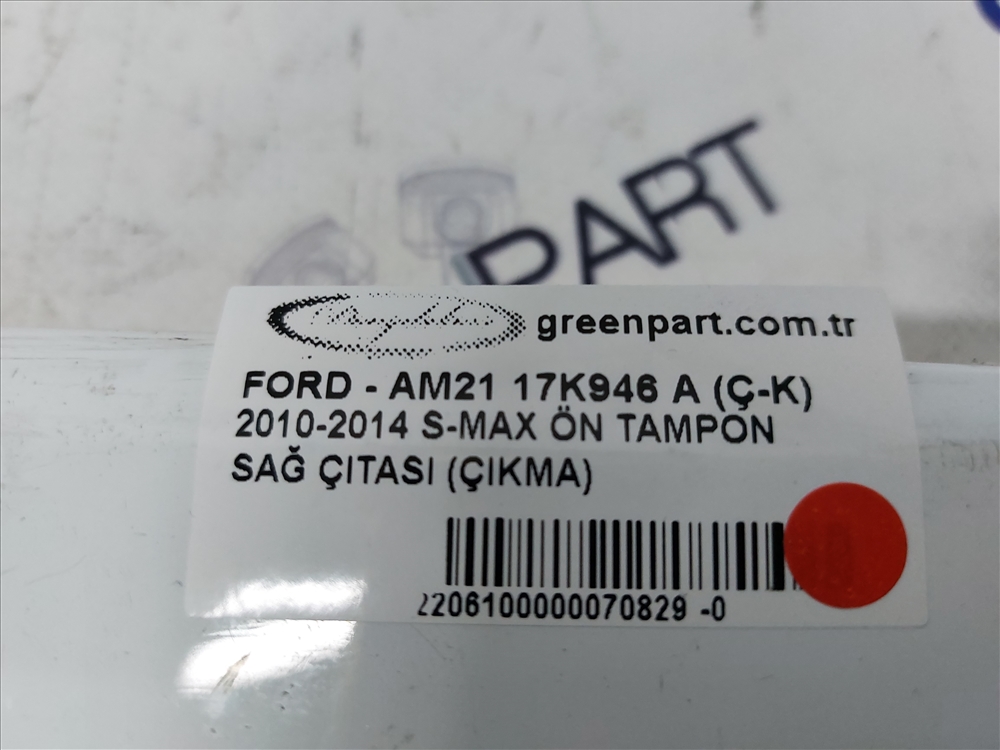 PART
greenpart.com.tr
FORD - AM21 17K946 A (Ç-K)
2010-2014 S-MAX ÖN TAMPON
SAĞ ÇITASI (ÇIKMA)
2206100000070829 -0